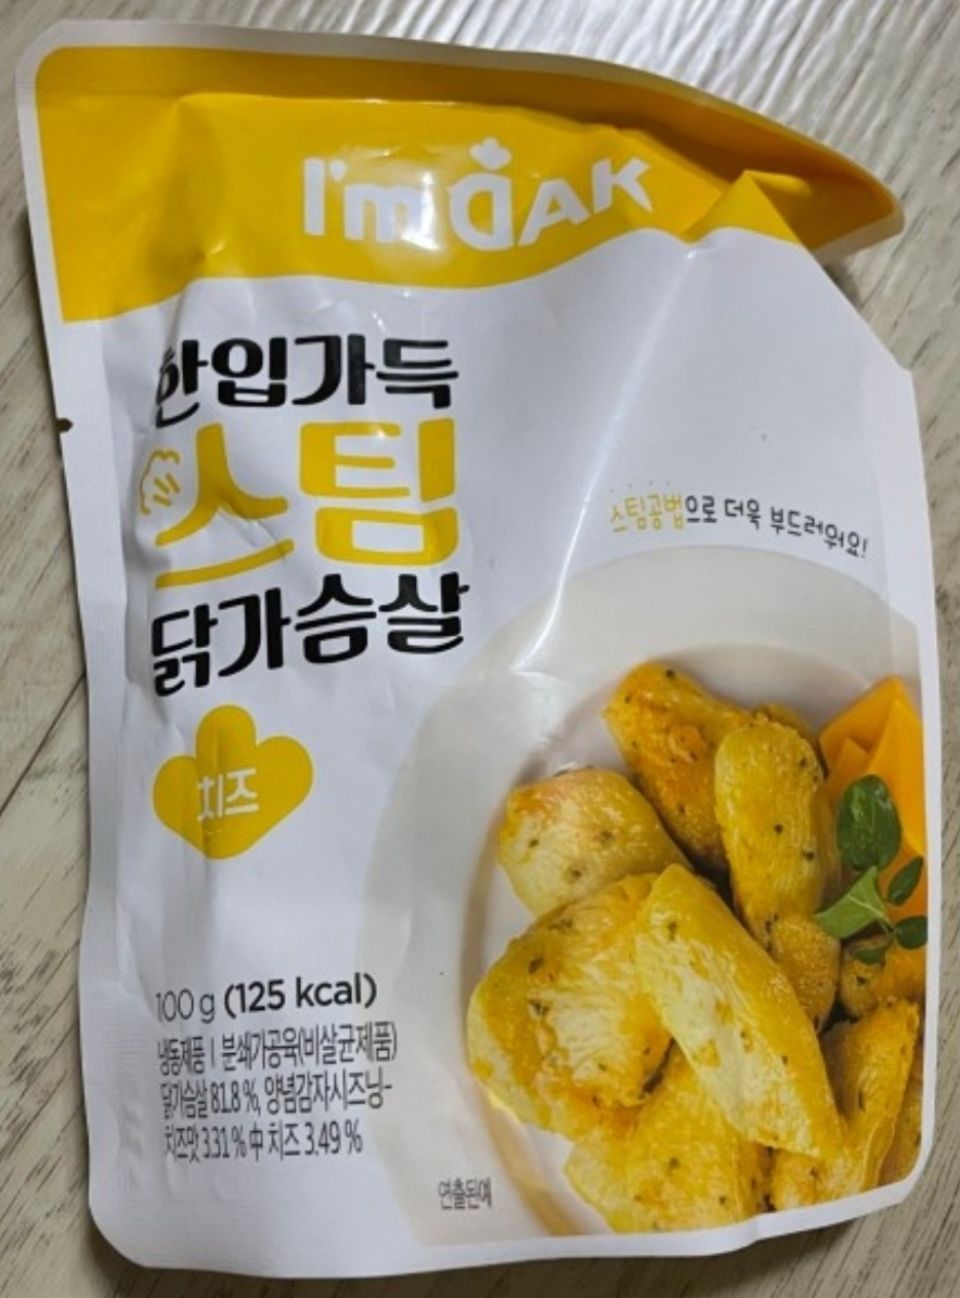 I'm DAK
한입가득
스팀
닭가슴살
스팀공법으로 더욱 부드러워요!
치즈
100 g (125 kcal)
냉동제품 | 분쇄가공육(비살균제품)
닭가슴살 81.8 %, 양념감자시즈닝-
치즈맛 3.31 % 中 치즈 3.49 %
연출된예